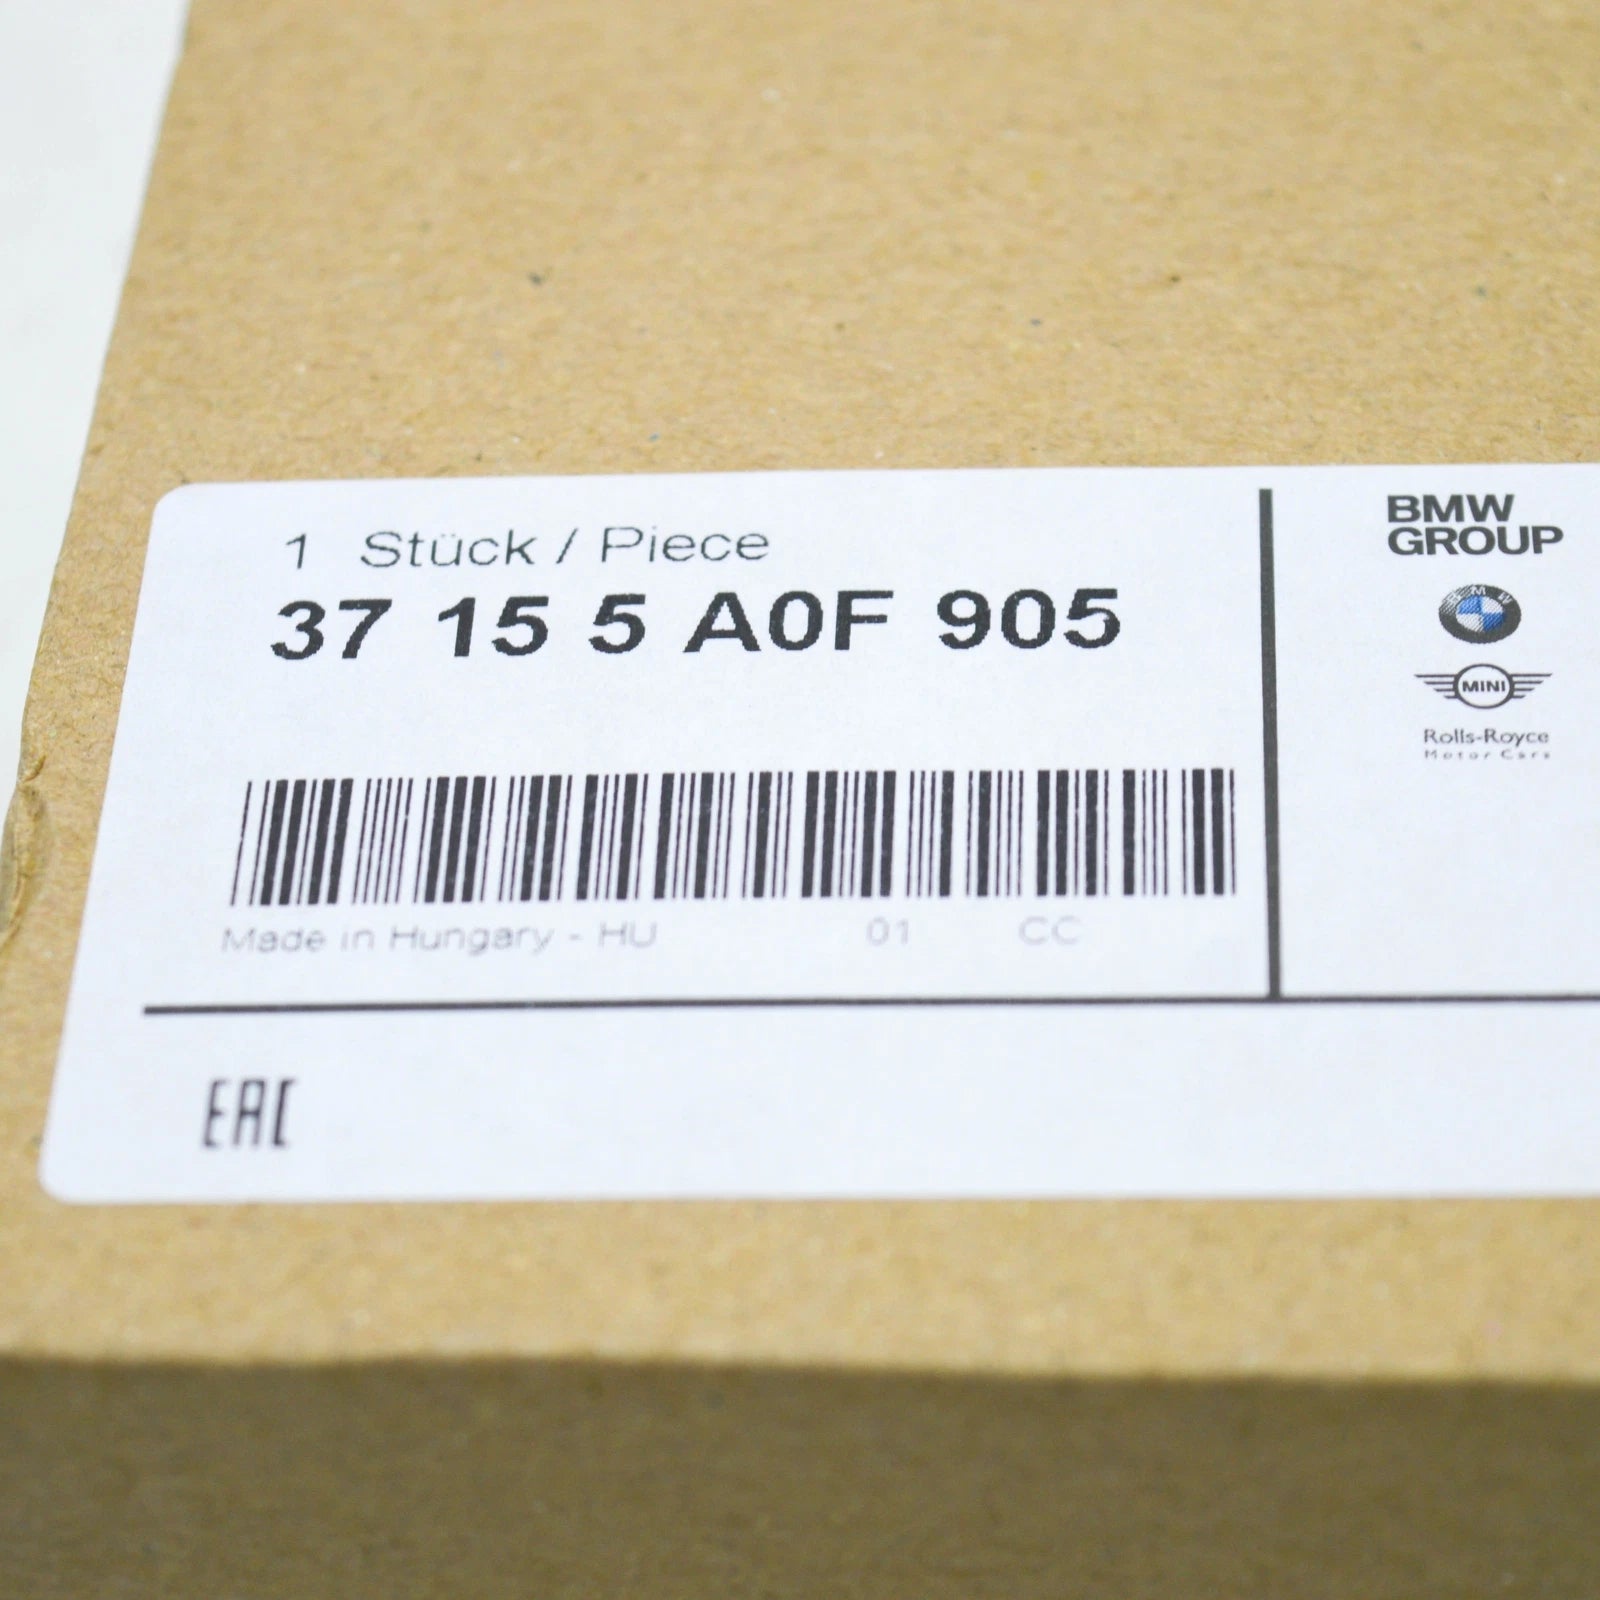 1 Stück / Piece
37 15 5 A0F 905
Made in Hungary - HU 01 CC
EAC
BMW
GROUP
BMW
MINI
Rolls-Royce
Motor Cars